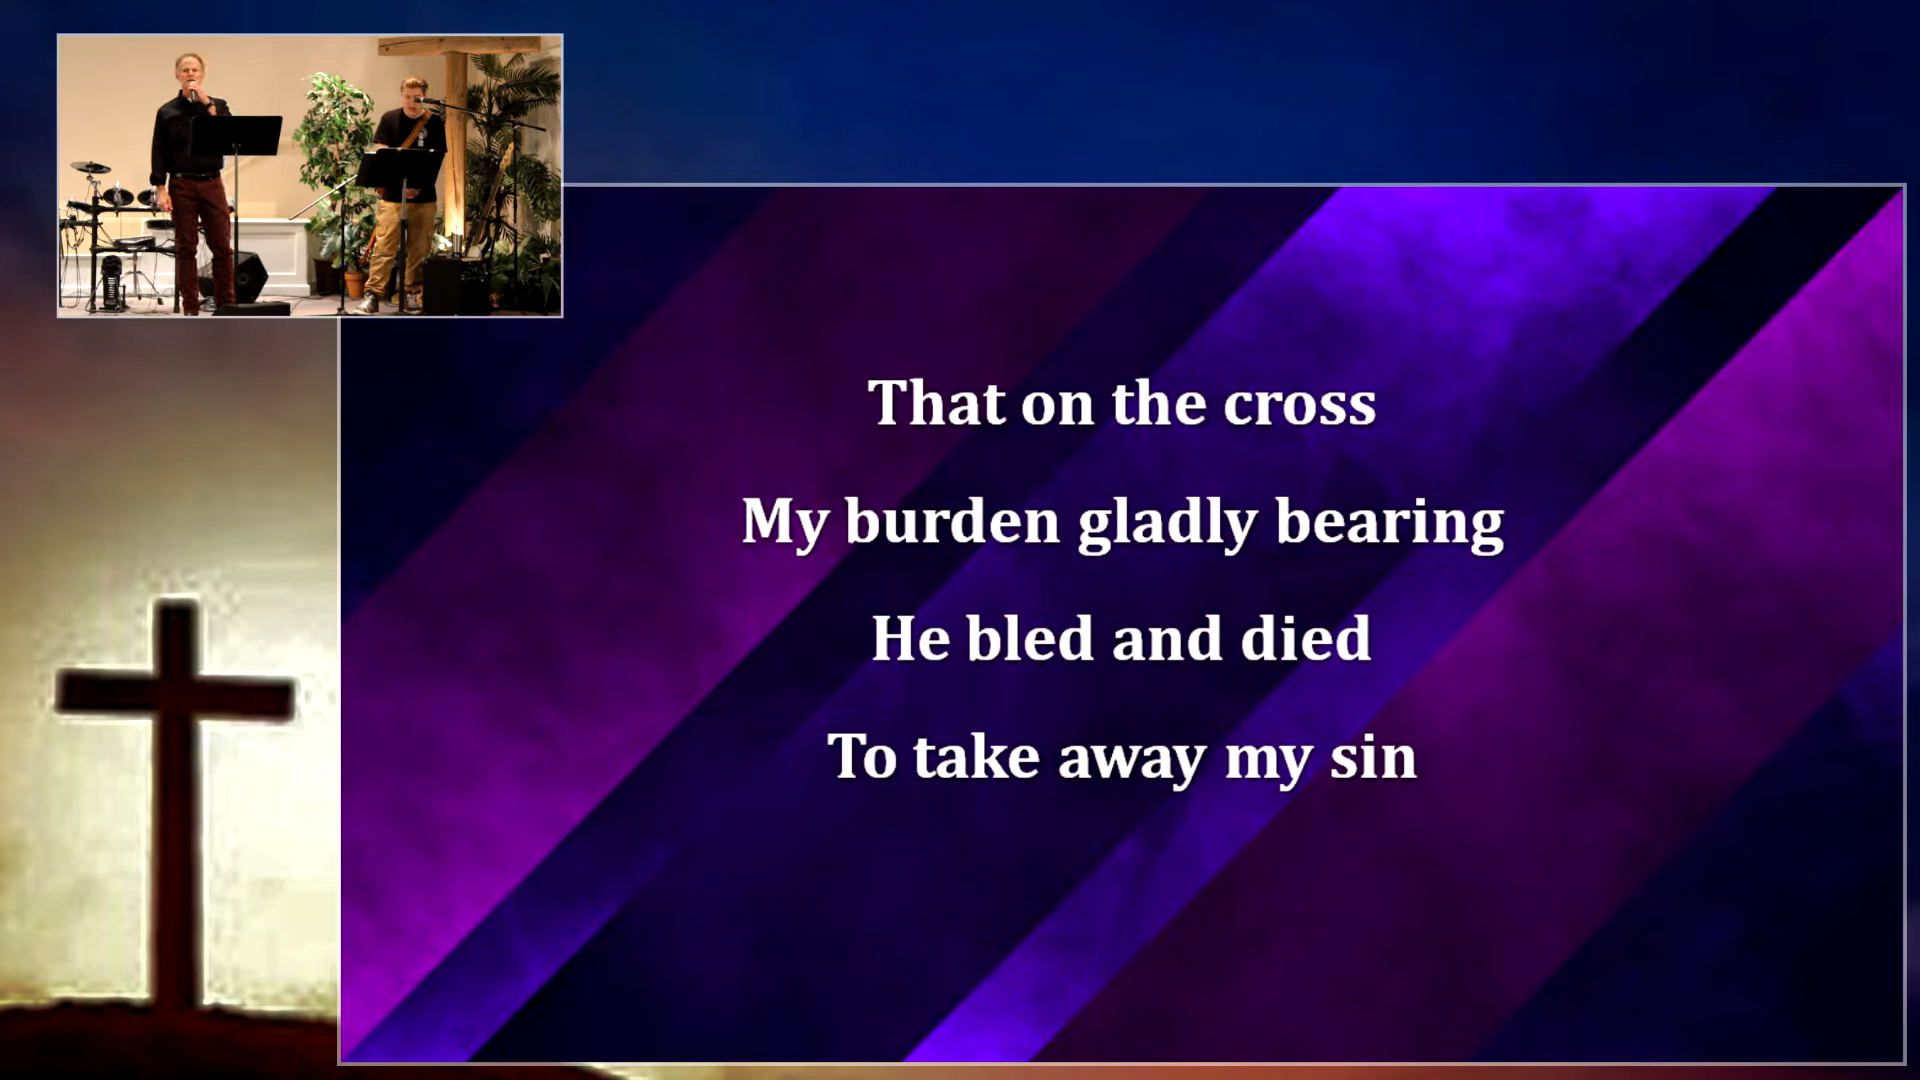 That on the cross
My burden gladly bearing
He bled and died
To take away my sin